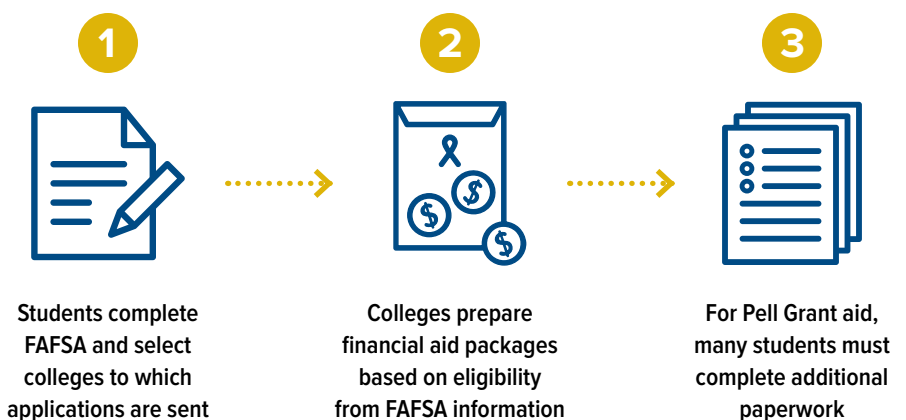 1
2
3
$
$
$
Students complete
FAFSA and select
colleges to which
applications are sent
Colleges prepare
financial aid packages
based on eligibility
from FAFSA information
For Pell Grant aid,
many students must
complete additional
paperwork